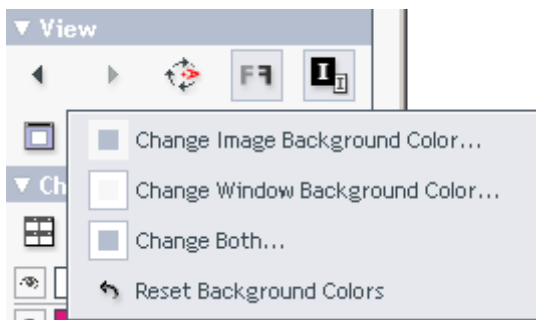 ▼ View
F F
I I
▼ Ch
Change Image Background Color...
Change Window Background Color...
Change Both...
Reset Background Colors